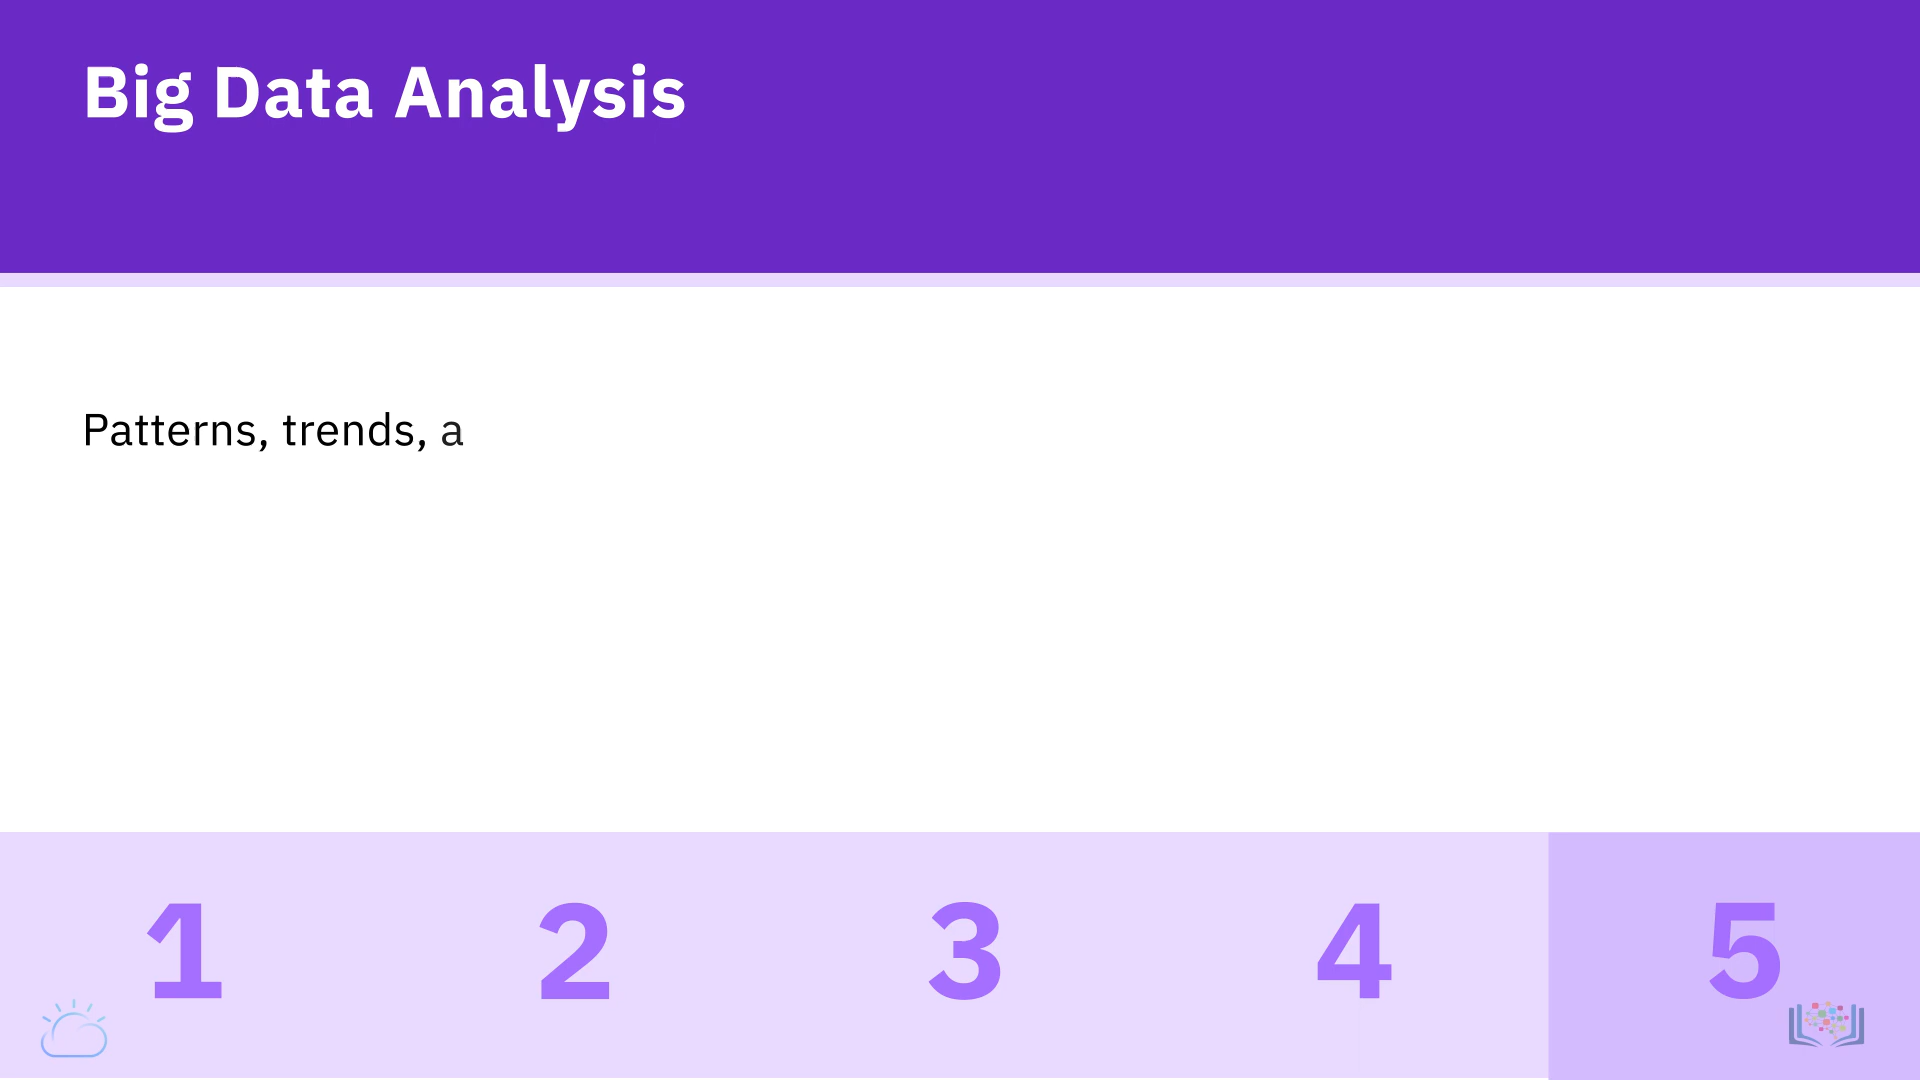 Big Data Analysis
Patterns, trends, a
1 2 3 4 5